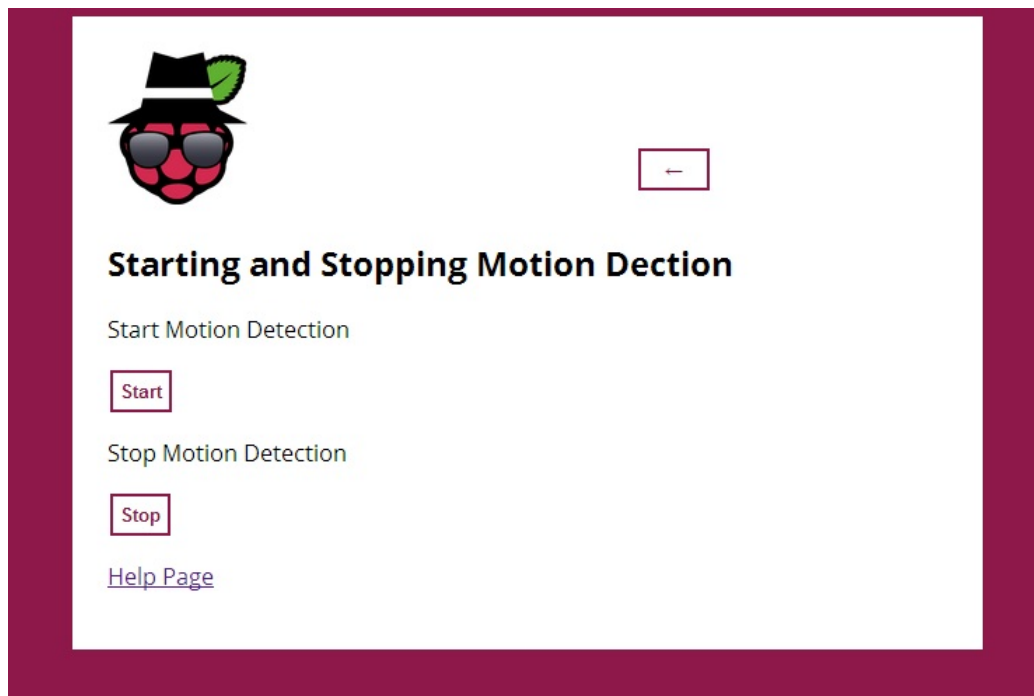 ←
Starting and Stopping Motion Dection
Start Motion Detection
Start
Stop Motion Detection
Stop
Help Page